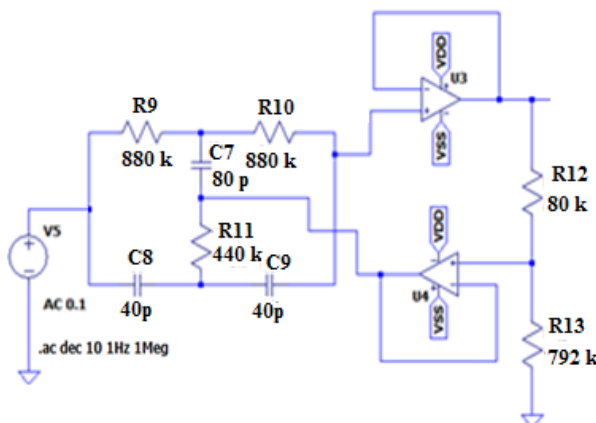 VDD
U3
VSS
R9
880 k
R10
880 k
C7
80 p
R12
80 k
R11
440 k
V5
C8
40p
C9
40p
VDD
U4
VSS
AC 0.1
R13
792 k
.ac dec 10 1Hz 1Meg